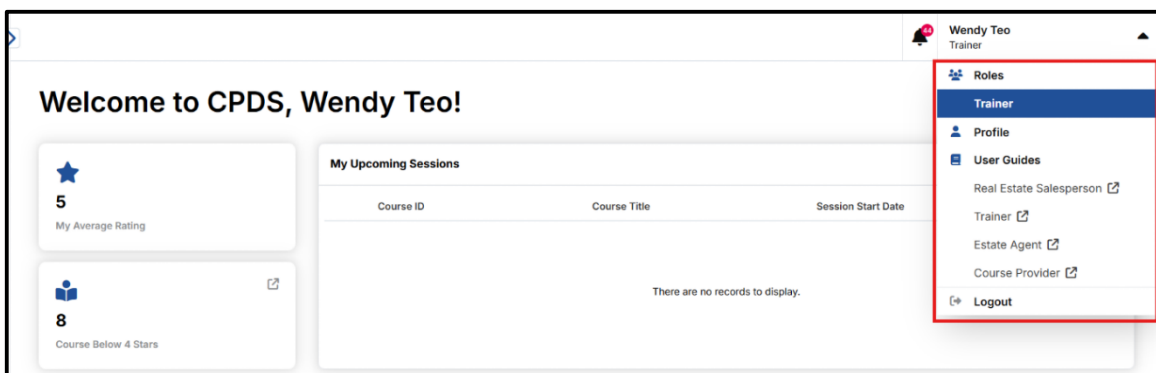 44
Wendy Teo
Trainer
Roles
Trainer
Profile
User Guides
Real Estate Salesperson
Trainer
Estate Agent
Course Provider
Logout
Welcome to CPDS, Wendy Teo!
5
My Average Rating
8
Course Below 4 Stars
My Upcoming Sessions
Course ID Course Title Session Start Date
There are no records to display.